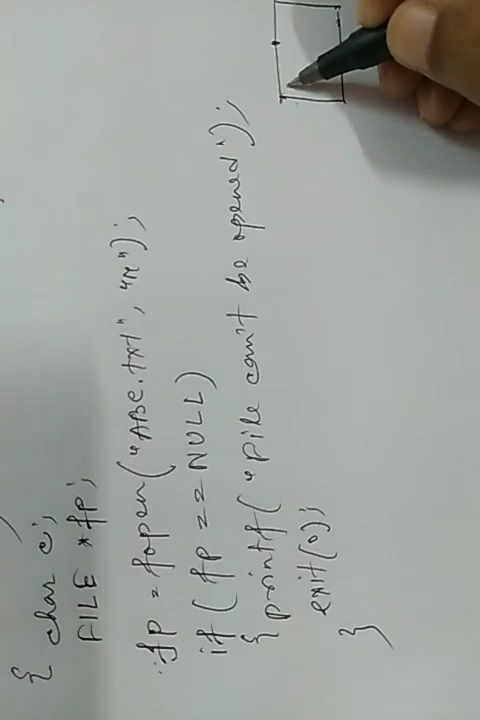 { char c;
FILE *fp;
fp = fopen("ABC.txt", "r");
if (fp == NULL)
{ printf("File can't be opened");
exit(0);
}